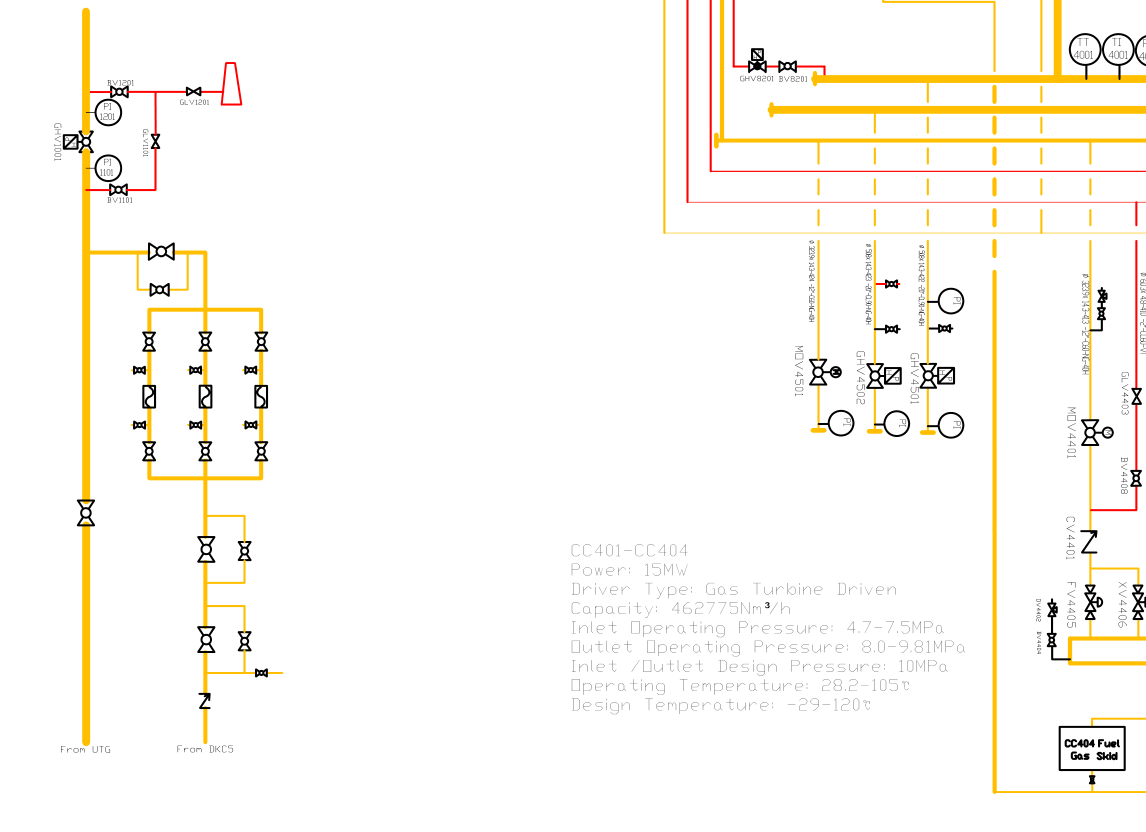 BV1201
GLV1201
PI
1201
GHV1001
GLV1101
PI
1101
BV1101
GHV8201
BV8201
TT
4001
TI
4001
MOV4501
GHV4502
GHV4501
PI
PI
PI
PI
M
M
GLV4403
MOV4401
BV4408
CV4401
FV4405
XV4406
DV4402
BV4404
CC401-CC404
Power: 15MW
Driver Type: Gas Turbine Driven
Capacity: 462775Nm³/h
Inlet Operating Pressure: 4.7-7.5MPa
Outlet Operating Pressure: 8.0-9.81MPa
Inlet /Outlet Design Pressure: 10MPa
Operating Temperature: 28.2-105℃
Design Temperature: -29-120℃
CC404 Fuel
Gas Skid
From UTG
From DKC5